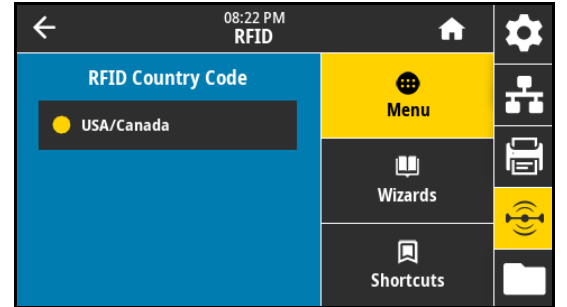 08:22 PM
RFID
RFID Country Code
USA/Canada
Menu
Wizards
Shortcuts